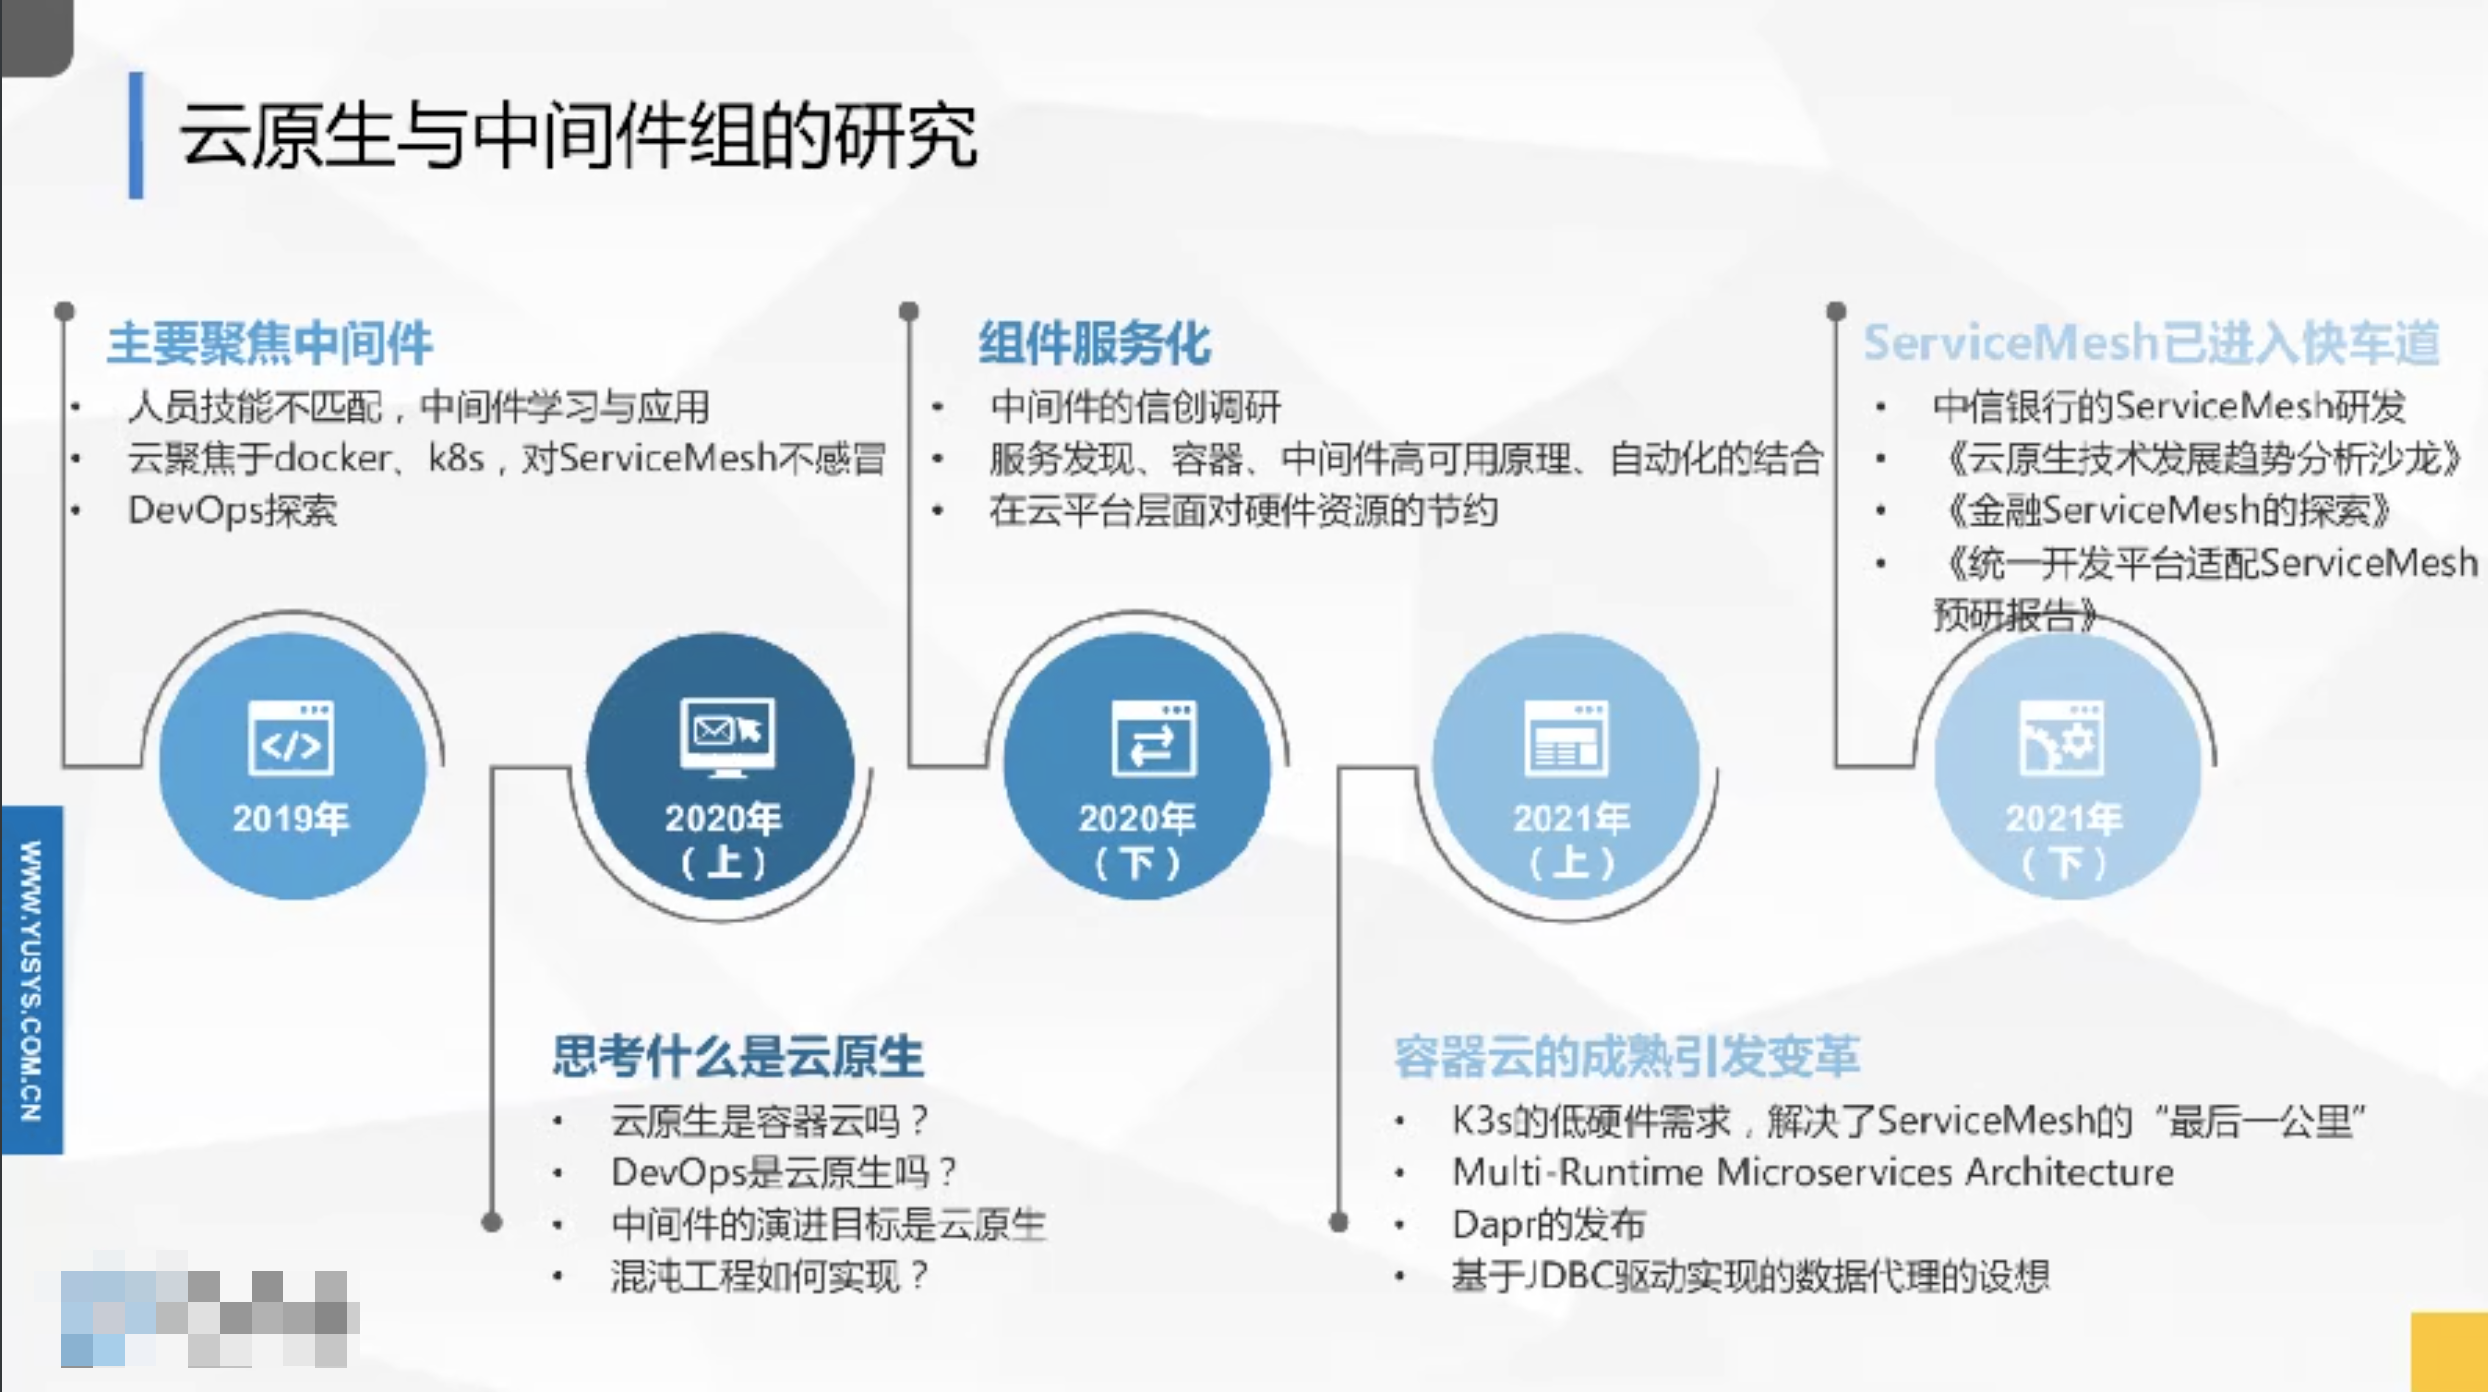 云原生与中间件组的研究
主要聚焦中间件
• 人员技能不匹配，中间件学习与应用
• 云聚焦于docker、k8s，对ServiceMesh不感冒
• DevOps探索
组件服务化
• 中间件的信创调研
• 服务发现、容器、中间件高可用原理、自动化的结合
• 在云平台层面对硬件资源的节约
ServiceMesh已进入快车道
• 中信银行的ServiceMesh研发
• 《云原生技术发展趋势分析沙龙》
• 《金融ServiceMesh的探索》
• 《统一开发平台适配ServiceMesh
预研报告》
2019年
2020年
（上）
2020年
（下）
2021年
（上）
2021年
（下）
思考什么是云原生
• 云原生是容器云吗？
• DevOps是云原生吗？
• 中间件的演进目标是云原生
• 混沌工程如何实现？
容器云的成熟引发变革
• K3s的低硬件需求，解决了ServiceMesh的“最后一公里”
• Multi-Runtime Microservices Architecture
• Dapr的发布
• 基于JDBC驱动实现的数据代理的设想
WWW.YUSYS.COM.CN